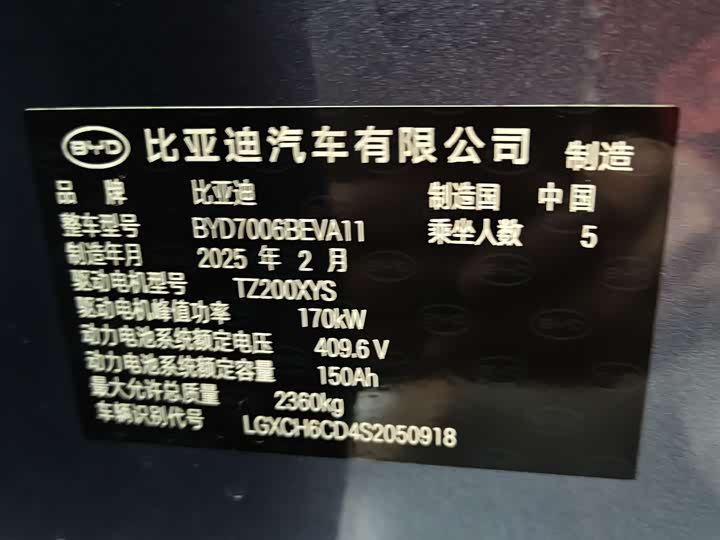 BYD 比亚迪汽车有限公司 制造
品牌 比亚迪 制造国 中国
整车型号 BYD7006BEVA11 乘坐人数 5
制造年月 2025 年 2 月
驱动电机型号 TZ200XYS
驱动电机峰值功率 170kW
动力电池系统额定电压 409.6 V
动力电池系统额定容量 150Ah
最大允许总质量 2360kg
车辆识别代号 LGXCH6CD4S2050918